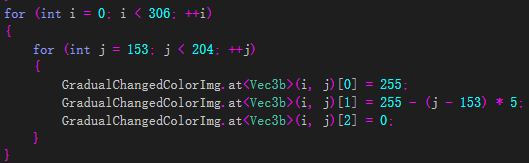 for (int i = 0; i < 306; ++i)
{
for (int j = 153; j < 204; ++j)
{
GradualChangedColorImg.at<Vec3b>(i, j)[0] = 255;
GradualChangedColorImg.at<Vec3b>(i, j)[1] = 255 - (j - 153) * 5;
GradualChangedColorImg.at<Vec3b>(i, j)[2] = 0;
}
}